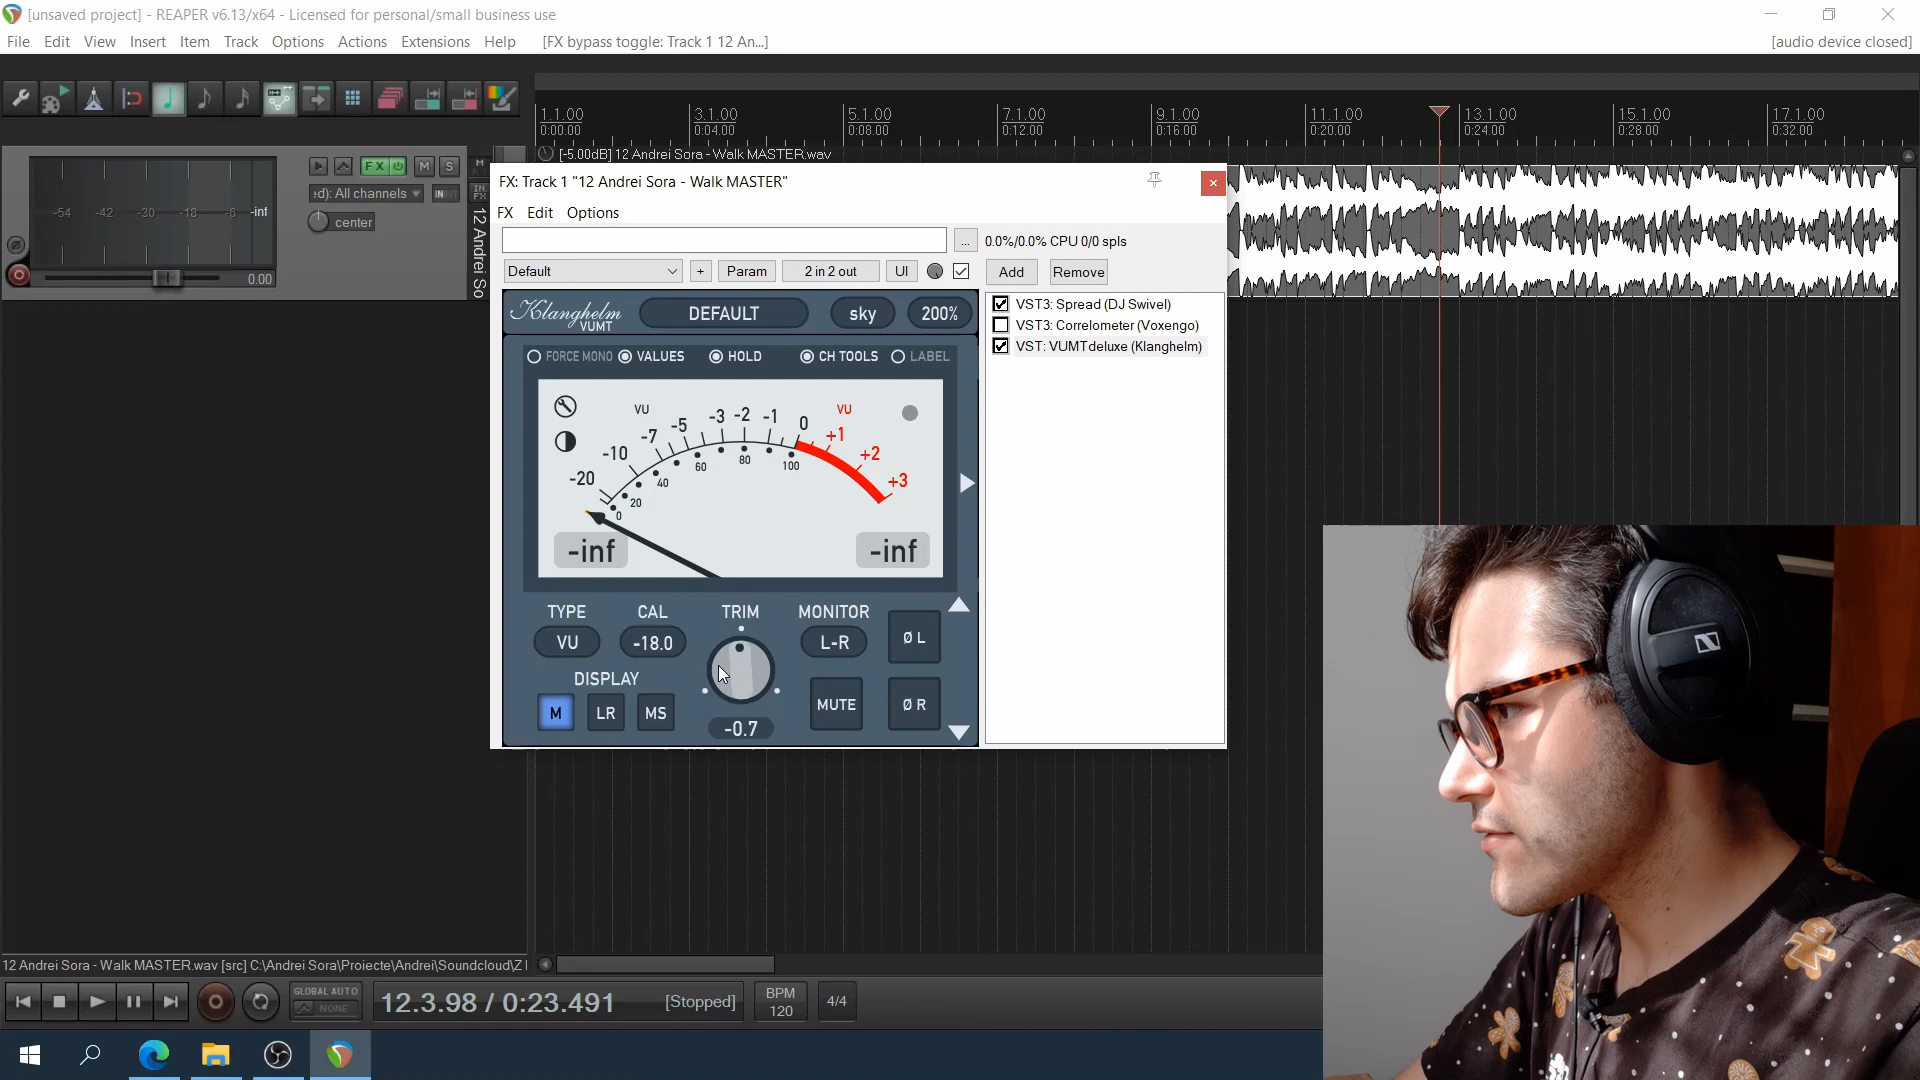 [unsaved project] - REAPER v6.13/x64 - Licensed for personal/small business use
File Edit View Insert Item Track Options Actions Extensions Help [FX bypass toggle: Track 1 12 An...] [audio device closed]
1.1.00 3.1.00 5.1.00 7.1.00 9.1.00 11.1.00 13.1.00 15.1.00 17.1.00
0:00.00 0:04.00 0:08.00 0:12.00 0:16.00 0:20.00 0:24.00 0:28.00 0:32.00
[-5.00dB] 12 Andrei Sora - Walk MASTER.wav
FX M S
ed): All channels IN
-54 -42 -30 -18 -6 -inf
center
0.00
M
IN
FX
12 Andrei So
FX: Track 1 "12 Andrei Sora - Walk MASTER"
FX Edit Options
... 0.0%/0.0% CPU 0/0 spls
Default + Param 2 in 2 out UI Add Remove
Klanghelm
VUMT
DEFAULT sky 200%
VST3: Spread (DJ Swivel)
VST3: Correlometer (Voxengo)
VST: VUMTdeluxe (Klanghelm)
FORCE MONO VALUES HOLD CH TOOLS LABEL
VU VU
-20 -10 -7 -5 -3 -2 -1 0 +1 +2 +3
0 20 40 60 80 100
-inf -inf
TYPE CAL TRIM MONITOR
VU -18.0 L-R Ø L
DISPLAY
M LR MS MUTE Ø R
-0.7
12 Andrei Sora - Walk MASTER.wav [src] C:\Andrei Sora\Proiecte\Andrei\Soundcloud\Z
GLOBAL AUTO
NONE
12.3.98 / 0:23.491 [Stopped]
BPM
120
4/4